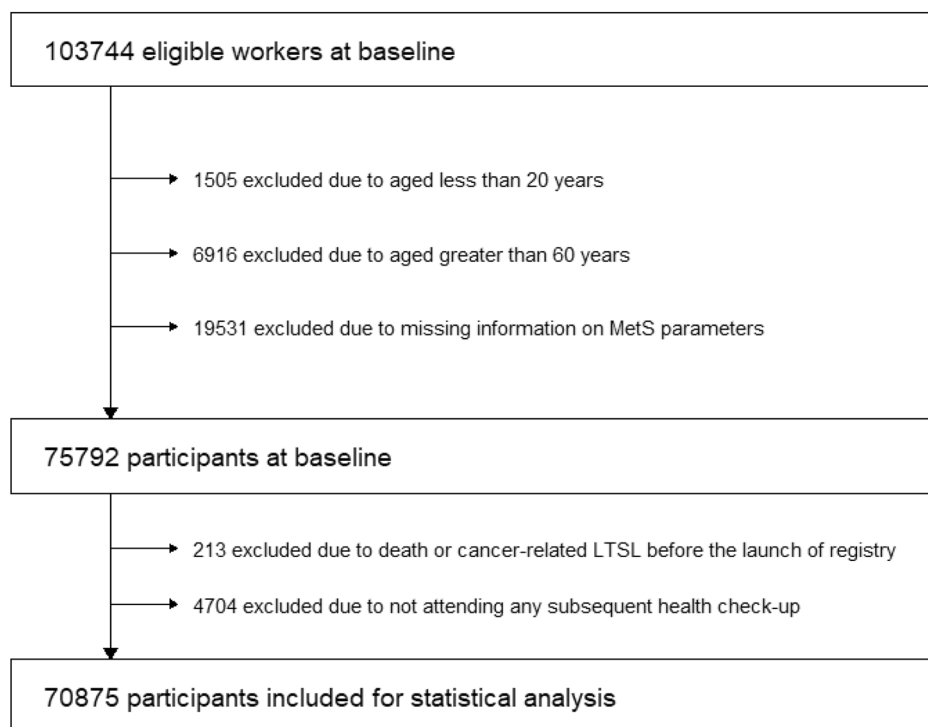 103744 eligible workers at baseline
1505 excluded due to aged less than 20 years
6916 excluded due to aged greater than 60 years
19531 excluded due to missing information on MetS parameters
75792 participants at baseline
213 excluded due to death or cancer-related LTSL before the launch of registry
4704 excluded due to not attending any subsequent health check-up
70875 participants included for statistical analysis